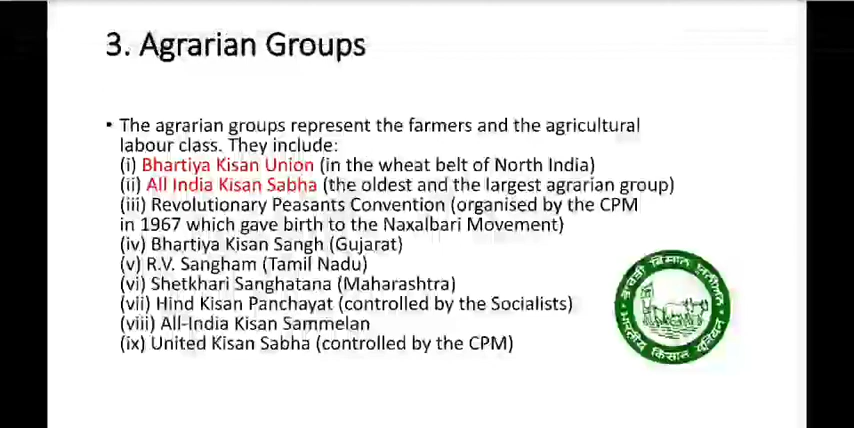 3. Agrarian Groups
• The agrarian groups represent the farmers and the agricultural
labour class. They include:
(i) Bhartiya Kisan Union (in the wheat belt of North India)
(ii) All India Kisan Sabha (the oldest and the largest agrarian group)
(iii) Revolutionary Peasants Convention (organised by the CPM
in 1967 which gave birth to the Naxalbari Movement)
(iv) Bhartiya Kisan Sangh (Gujarat)
(v) R.V. Sangham (Tamil Nadu)
(vi) Shetkhari Sanghatana (Maharashtra)
(vii) Hind Kisan Panchayat (controlled by the Socialists)
(viii) All-India Kisan Sammelan
(ix) United Kisan Sabha (controlled by the CPM)
भारतीय किसान यूनियन